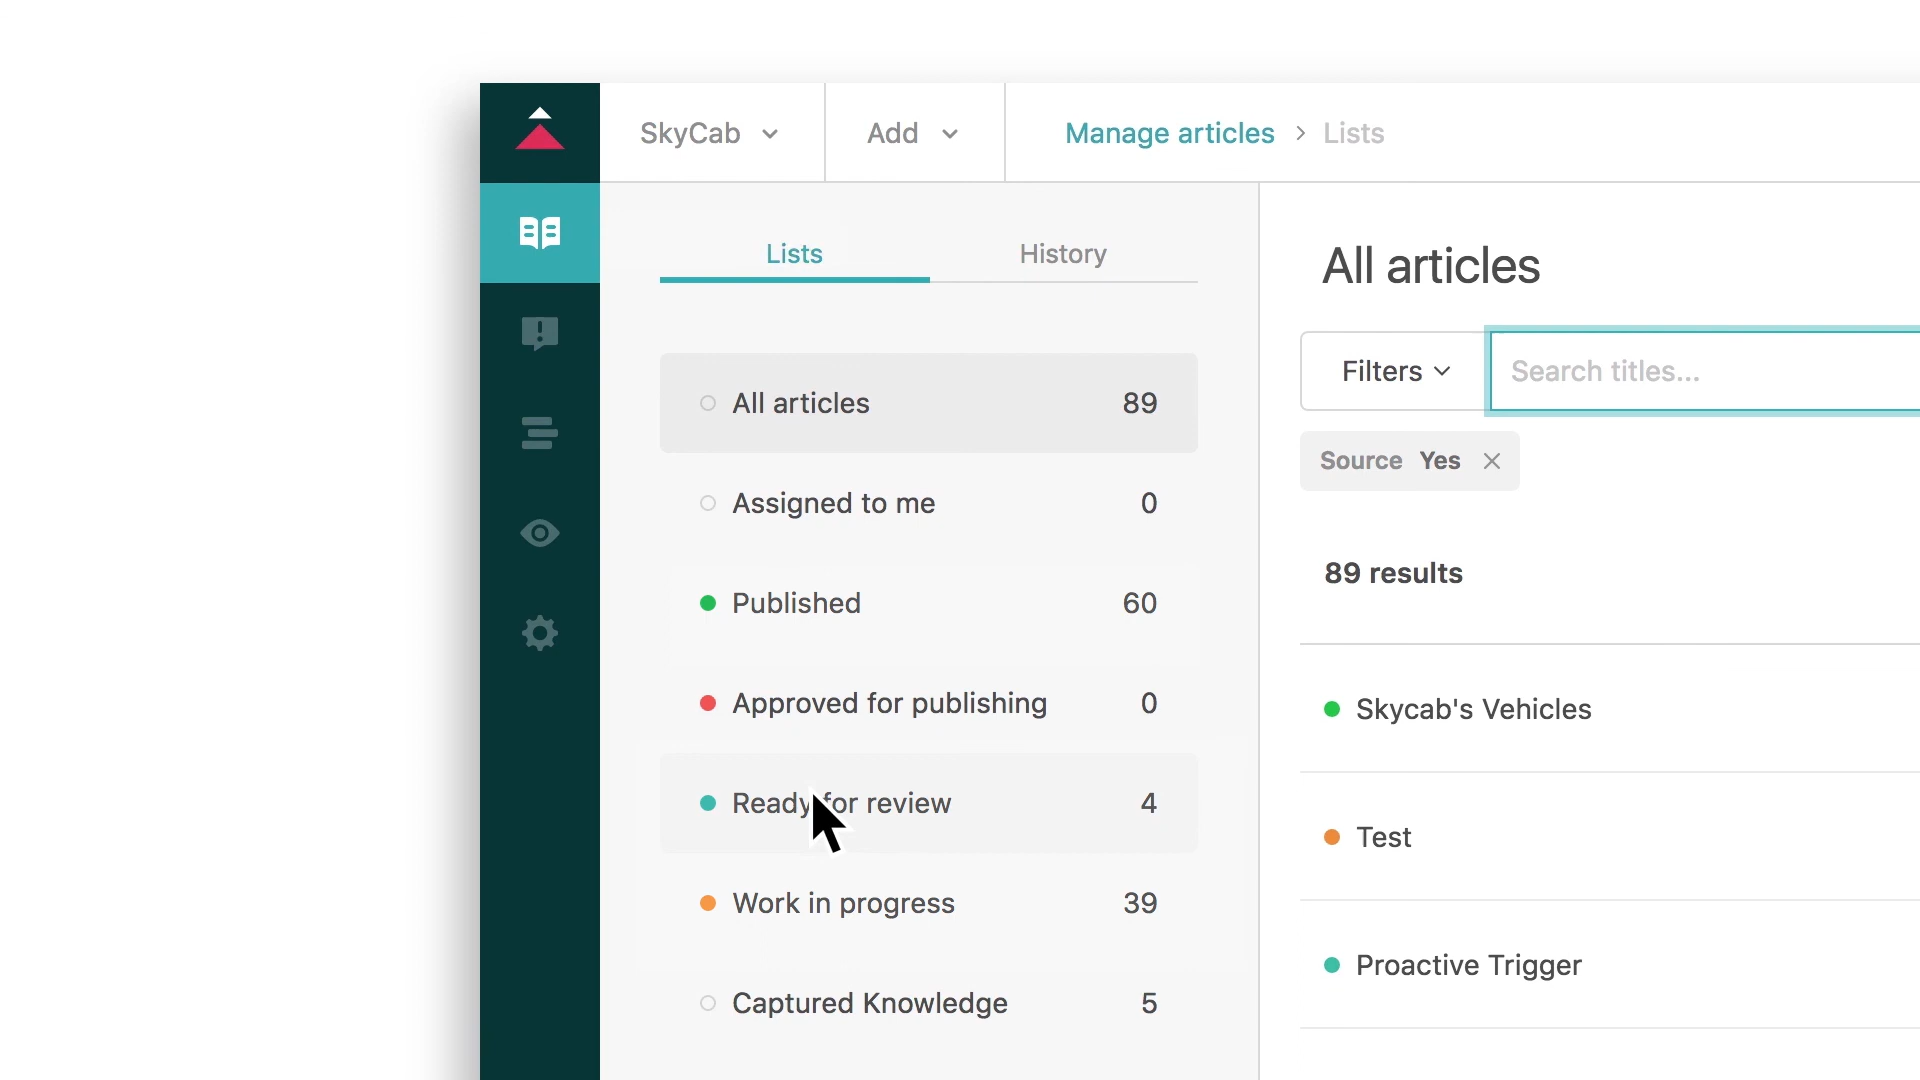 SkyCab
Add
Manage articles > Lists
Lists
History
All articles 89
Assigned to me 0
Published 60
Approved for publishing 0
Ready for review 4
Work in progress 39
Captured Knowledge 5
All articles
Filters
Search titles...
Source Yes
89 results
Skycab's Vehicles
Test
Proactive Trigger